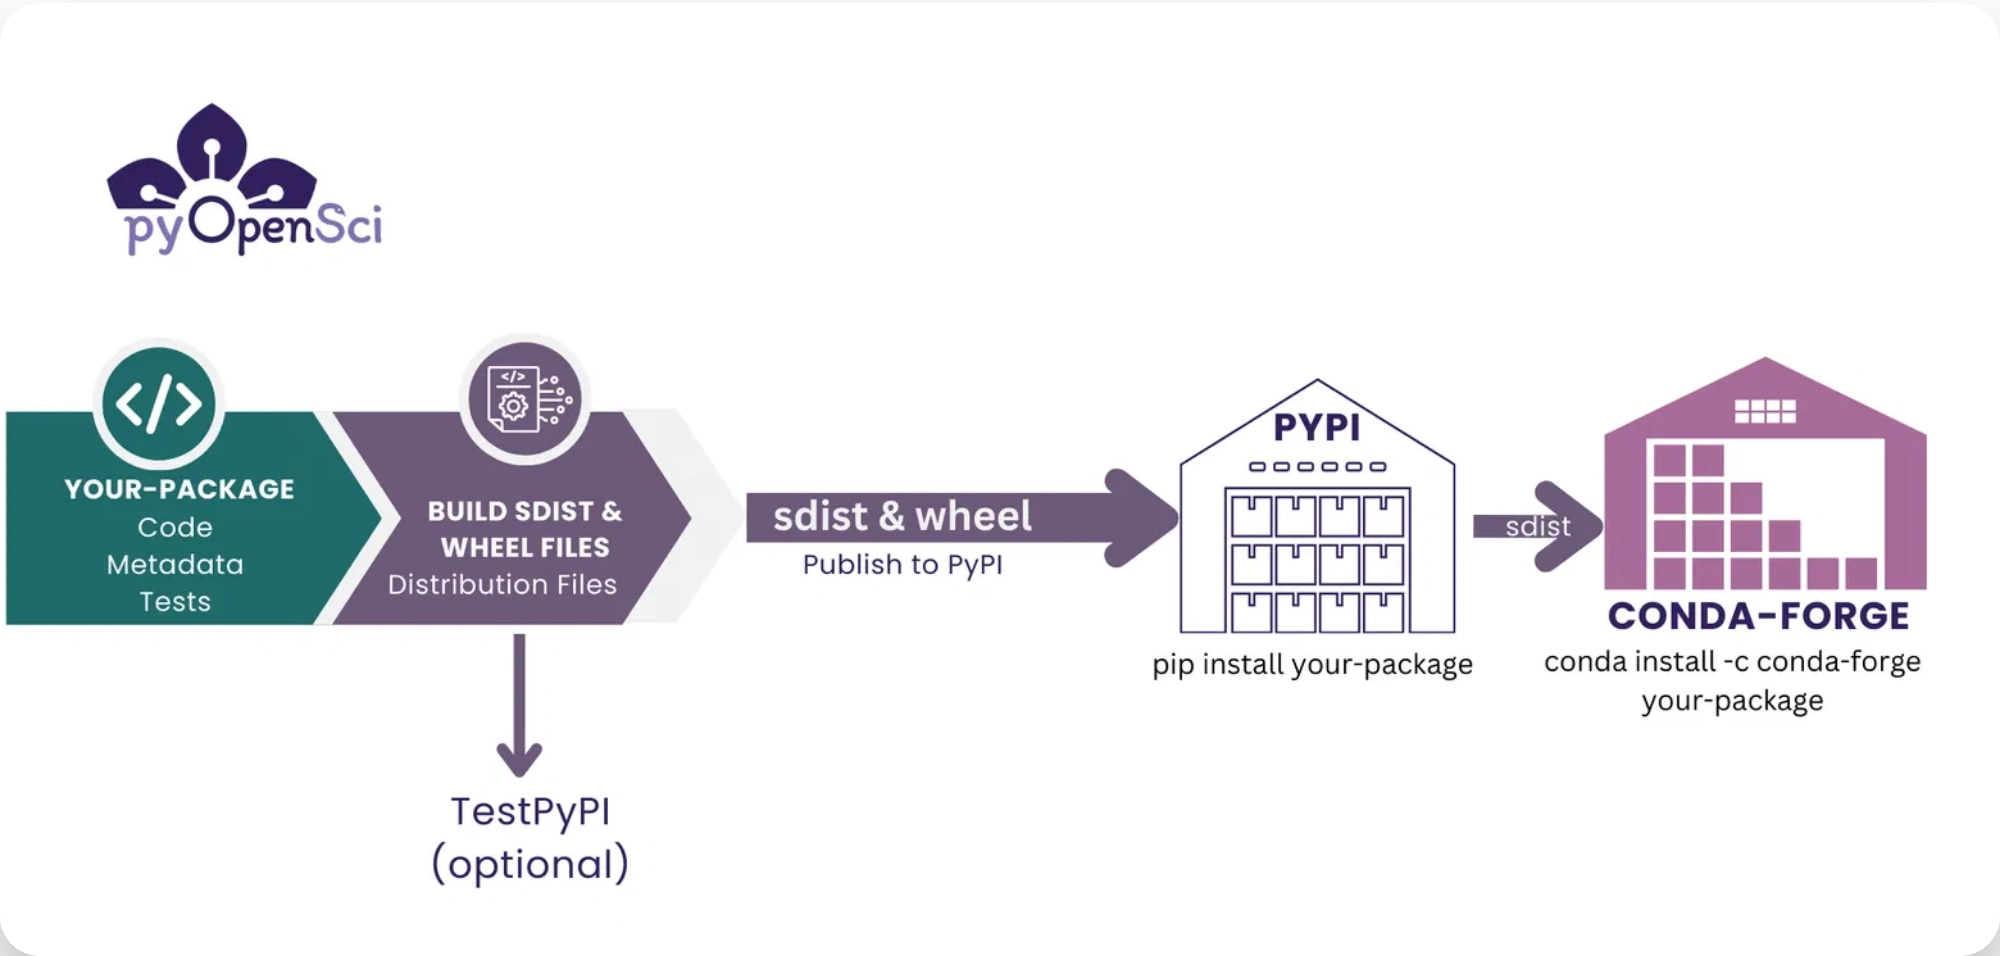 pyOpenSci
</>
YOUR-PACKAGE
Code
Metadata
Tests
</>
BUILD SDIST &
WHEEL FILES
Distribution Files
TestPyPI
(optional)
sdist & wheel
Publish to PyPI
PYPI
pip install your-package
sdist
CONDA-FORGE
conda install -c conda-forge
your-package